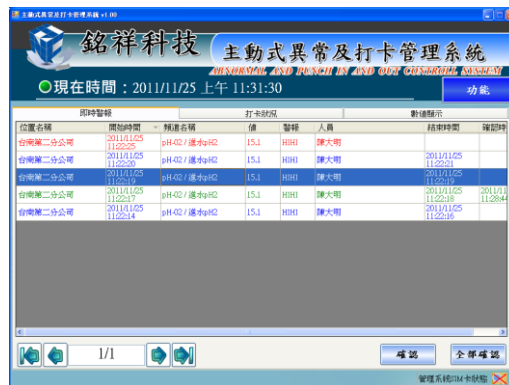 主動式異常及打卡管理系統 v1.00
銘祥科技 主動式異常及打卡管理系統
ABNORMAL AND PUNCH IN AND OUT CONTROLL SYSTEM
現在時間：2011/11/25 上午 11:31:30
功能
即時警報 打卡狀況 數值顯示
位置名稱 開始時間 頻道名稱 值 警報 人員 結束時間 確認時
台南第二分公司 2011/11/25 11:22:25 pH-02 / 進水pH2 15.1 HIHI 陳大明
台南第二分公司 2011/11/25 11:22:20 pH-02 / 進水pH2 15.1 HIHI 陳大明 2011/11/25 11:22:21
台南第二分公司 2011/11/25 11:22:19 pH-02 / 進水pH2 15.1 HIHI 陳大明 2011/11/25 11:22:19
台南第二分公司 2011/11/25 11:22:17 pH-02 / 進水pH2 15.1 HIHI 陳大明 2011/11/25 11:22:18 2011/11 11:28:44
台南第二分公司 2011/11/25 11:22:14 pH-02 / 進水pH2 15.1 HIHI 陳大明 2011/11/25 11:22:16
1/1
確認 全部確認
管理系統SIM卡狀態